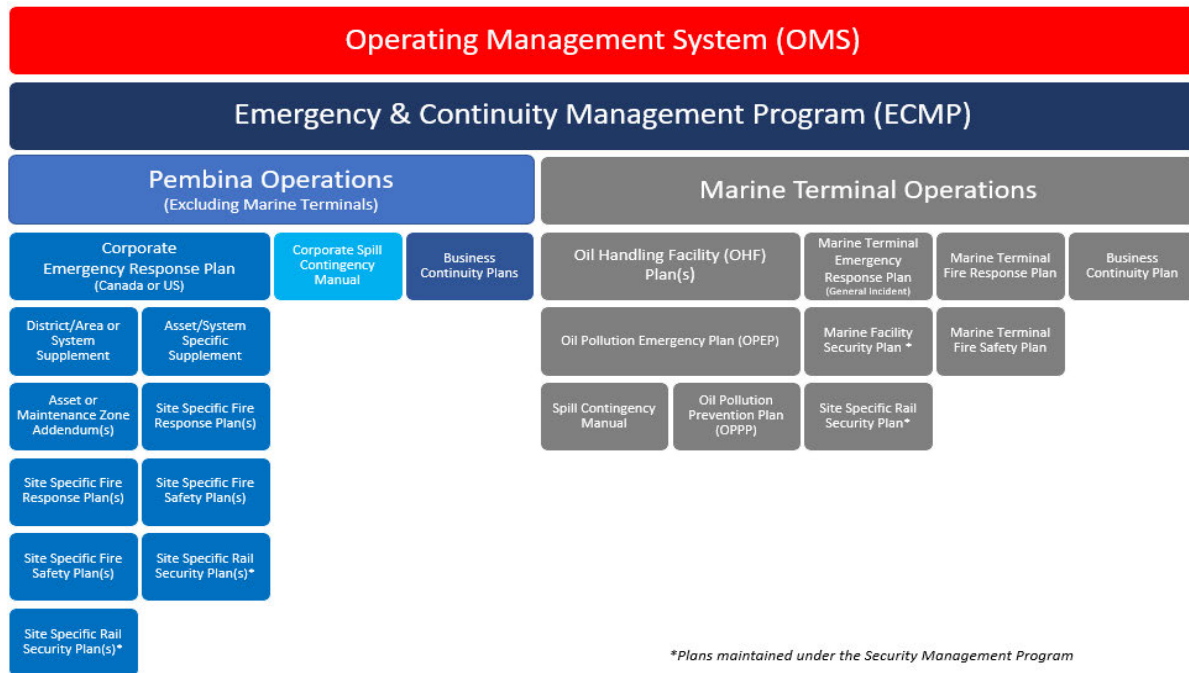 Operating Management System (OMS)
Emergency & Continuity Management Program (ECMP)
Pembina Operations
(Excluding Marine Terminals)
Marine Terminal Operations
Corporate
Emergency Response Plan
(Canada or US)
Corporate Spill
Contingency
Manual
Business
Continuity Plans
Oil Handling Facility (OHF)
Plan(s)
Marine Terminal
Emergency
Response Plan
(General Incident)
Marine Terminal
Fire Response Plan
Business
Continuity Plan
District/Area or
System
Supplement
Asset/System
Specific
Supplement
Oil Pollution Emergency Plan (OPEP)
Marine Facility
Security Plan *
Marine Terminal
Fire Safety Plan
Asset or
Maintenance Zone
Addendum(s)
Site Specific Fire
Response Plan(s)
Spill Contingency
Manual
Oil Pollution
Prevention Plan
(OPPP)
Site Specific Rail
Security Plan*
Site Specific Fire
Response Plan(s)
Site Specific Fire
Safety Plan(s)
Site Specific Fire
Safety Plan(s)
Site Specific Rail
Security Plan(s)*
Site Specific Rail
Security Plan(s)*
*Plans maintained under the Security Management Program